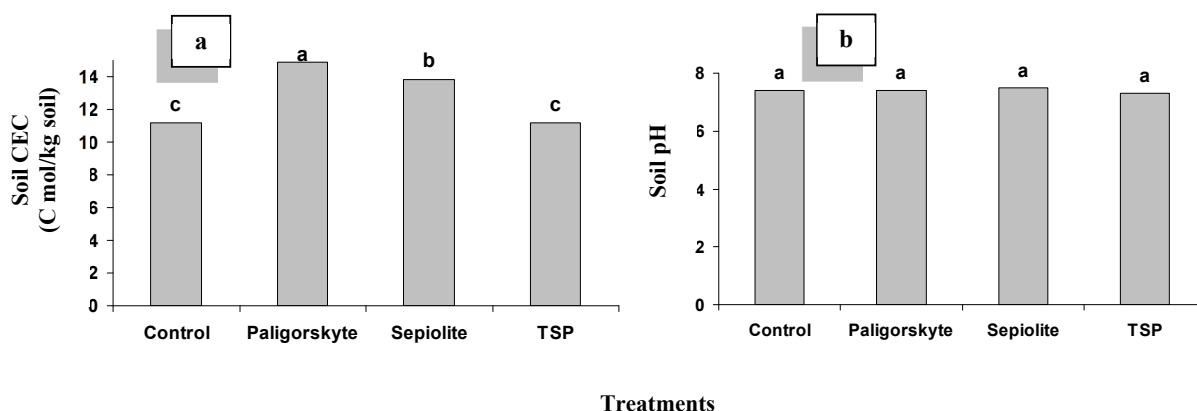 a
Soil CEC
(C mol/kg soil)
14
12
10
8
6
4
2
0
c
a
b
c
Control
Paligorskyte
Sepiolite
TSP
b
Soil pH
8
6
4
2
0
a
a
a
a
Control
Paligorskyte
Sepiolite
TSP
Treatments